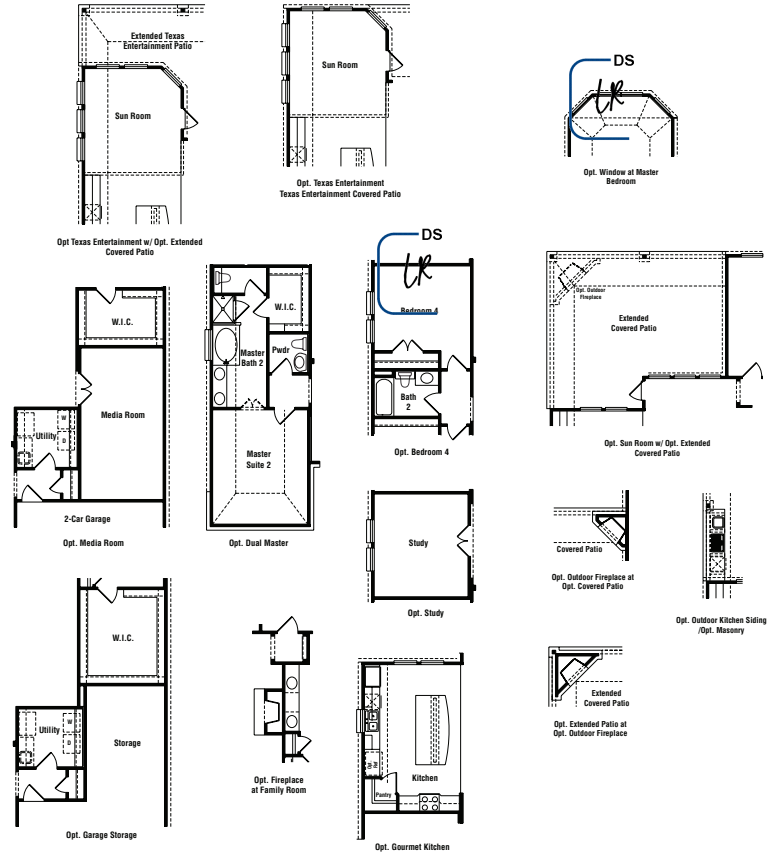 Extended Texas
Entertainment Patio
Sun Room
Opt Texas Entertainment w/ Opt. Extended
Covered Patio
Sun Room
Opt. Texas Entertainment
Texas Entertainment Covered Patio
DS
LR
Opt. Window at Master
Bedroom
W.I.C.
Media Room
Utility
W
D
2-Car Garage
Opt. Media Room
W.I.C.
Master
Bath 2
Pwdr
Master
Suite 2
Opt. Dual Master
DS
LR
Bedroom 4
Bath
2
Opt. Bedroom 4
Opt. Outdoor
Fireplace
Extended
Covered Patio
Opt. Sun Room w/ Opt. Extended
Covered Patio
Study
Opt. Study
Covered Patio
Opt. Outdoor Fireplace at
Opt. Covered Patio
Opt. Outdoor Kitchen Siding
/Opt. Masonry
W.I.C.
Utility
W
D
Storage
Opt. Garage Storage
Opt. Fireplace
at Family Room
Opt.
Ref
Kitchen
Pantry
Opt. Gourmet Kitchen
Extended
Covered Patio
Opt. Extended Patio at
Opt. Outdoor Fireplace